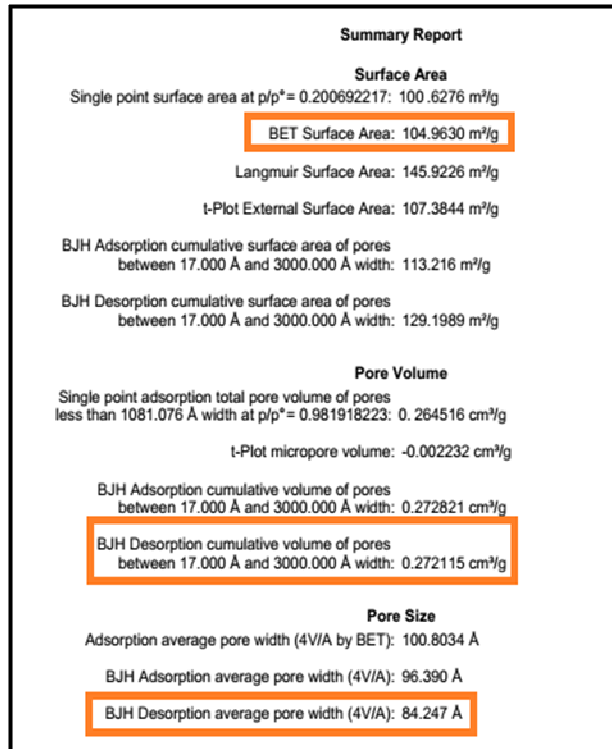 Summary Report
Surface Area
Single point surface area at p/p°= 0.200692217: 100.6276 m²/g
BET Surface Area: 104.9630 m²/g
Langmuir Surface Area: 145.9226 m²/g
t-Plot External Surface Area: 107.3844 m²/g
BJH Adsorption cumulative surface area of pores
between 17.000 Å and 3000.000 Å width: 113.216 m²/g
BJH Desorption cumulative surface area of pores
between 17.000 Å and 3000.000 Å width: 129.1989 m²/g
Pore Volume
Single point adsorption total pore volume of pores
less than 1081.076 Å width at p/p°= 0.981918223: 0. 264516 cm³/g
t-Plot micropore volume: -0.002232 cm³/g
BJH Adsorption cumulative volume of pores
between 17.000 Å and 3000.000 Å width: 0.272821 cm³/g
BJH Desorption cumulative volume of pores
between 17.000 Å and 3000.000 Å width: 0.272115 cm³/g
Pore Size
Adsorption average pore width (4V/A by BET): 100.8034 Å
BJH Adsorption average pore width (4V/A): 96.390 Å
BJH Desorption average pore width (4V/A): 84.247 Å